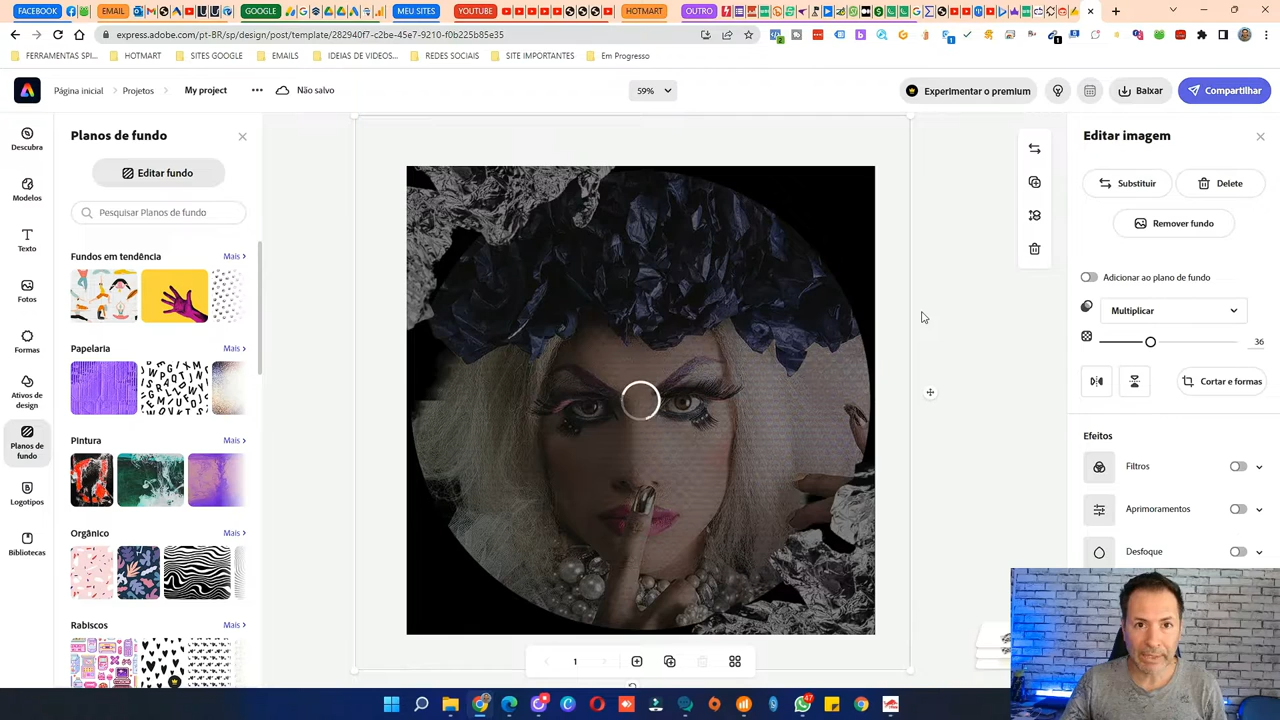 FACEBOOK
EMAIL
GOOGLE
MEU SITES
YOUTUBE
HOTMART
OUTRO
express.adobe.com/pt-BR/sp/design/post/template/282940f7-c2be-45e7-9210-f0b225b85e35
FERRAMENTAS SPI...
HOTMART
SITES GOOGLE
EMAILS
IDEIAS DE VIDEOS...
REDES SOCIAIS
SITE IMPORTANTES
Em Progresso
Página inicial
Projetos
My project
Não salvo
59%
Experimentar o premium
Baixar
Compartilhar
Descubra
Modelos
Texto
Fotos
Formas
Ativos de
design
Planos de
fundo
Logotipos
Bibliotecas
Planos de fundo
Editar fundo
Pesquisar Planos de fundo
Fundos em tendência
Mais
Papelaria
Mais
Pintura
Mais
Orgânico
Mais
Rabiscos
Mais
1
Editar imagem
Substituir
Delete
Remover fundo
Adicionar ao plano de fundo
Multiplicar
36
Cortar e formas
Efeitos
Filtros
Aprimoramentos
Desfoque
47